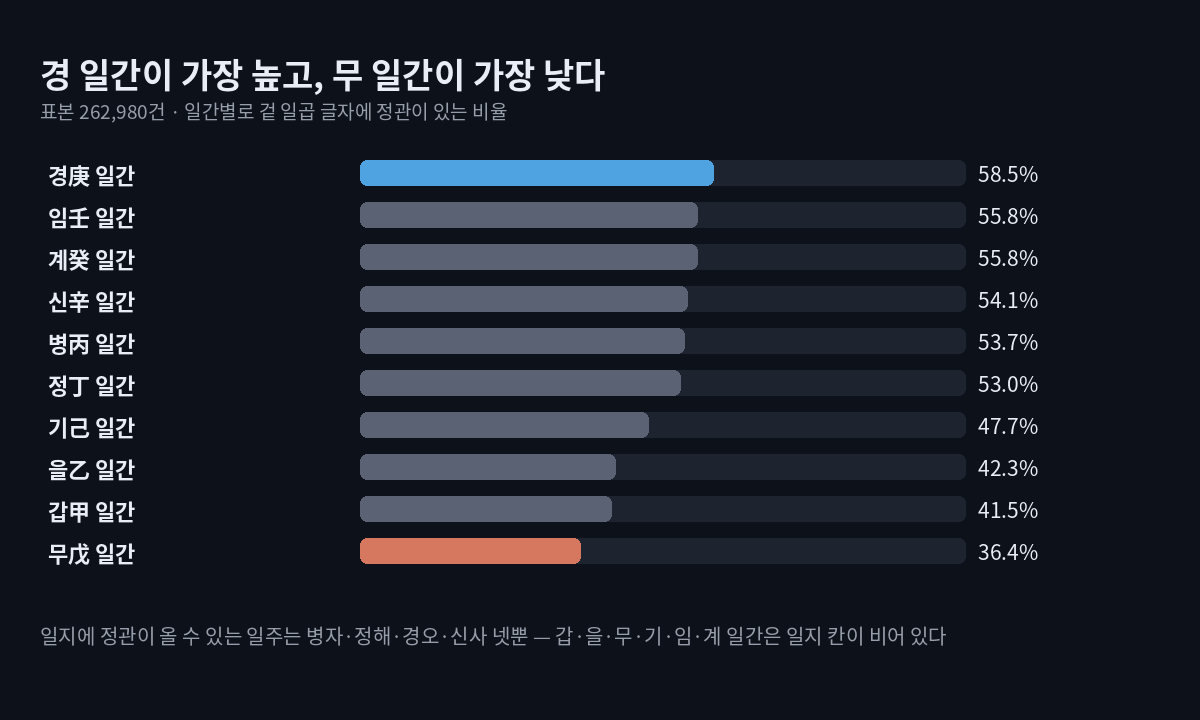 경 일간이 가장 높고, 무 일간이 가장 낮다
표본 262,980건 · 일간별로 겉 일곱 글자에 정관이 있는 비율
경庚 일간 58.5%
임壬 일간 55.8%
계癸 일간 55.8%
신辛 일간 54.1%
병丙 일간 53.7%
정丁 일간 53.0%
기己 일간 47.7%
을乙 일간 42.3%
갑甲 일간 41.5%
무戊 일간 36.4%
일지에 정관이 올 수 있는 일주는 병자·정해·경오·신사 넷뿐 — 갑·을·무·기·임·계 일간은 일지 칸이 비어 있다